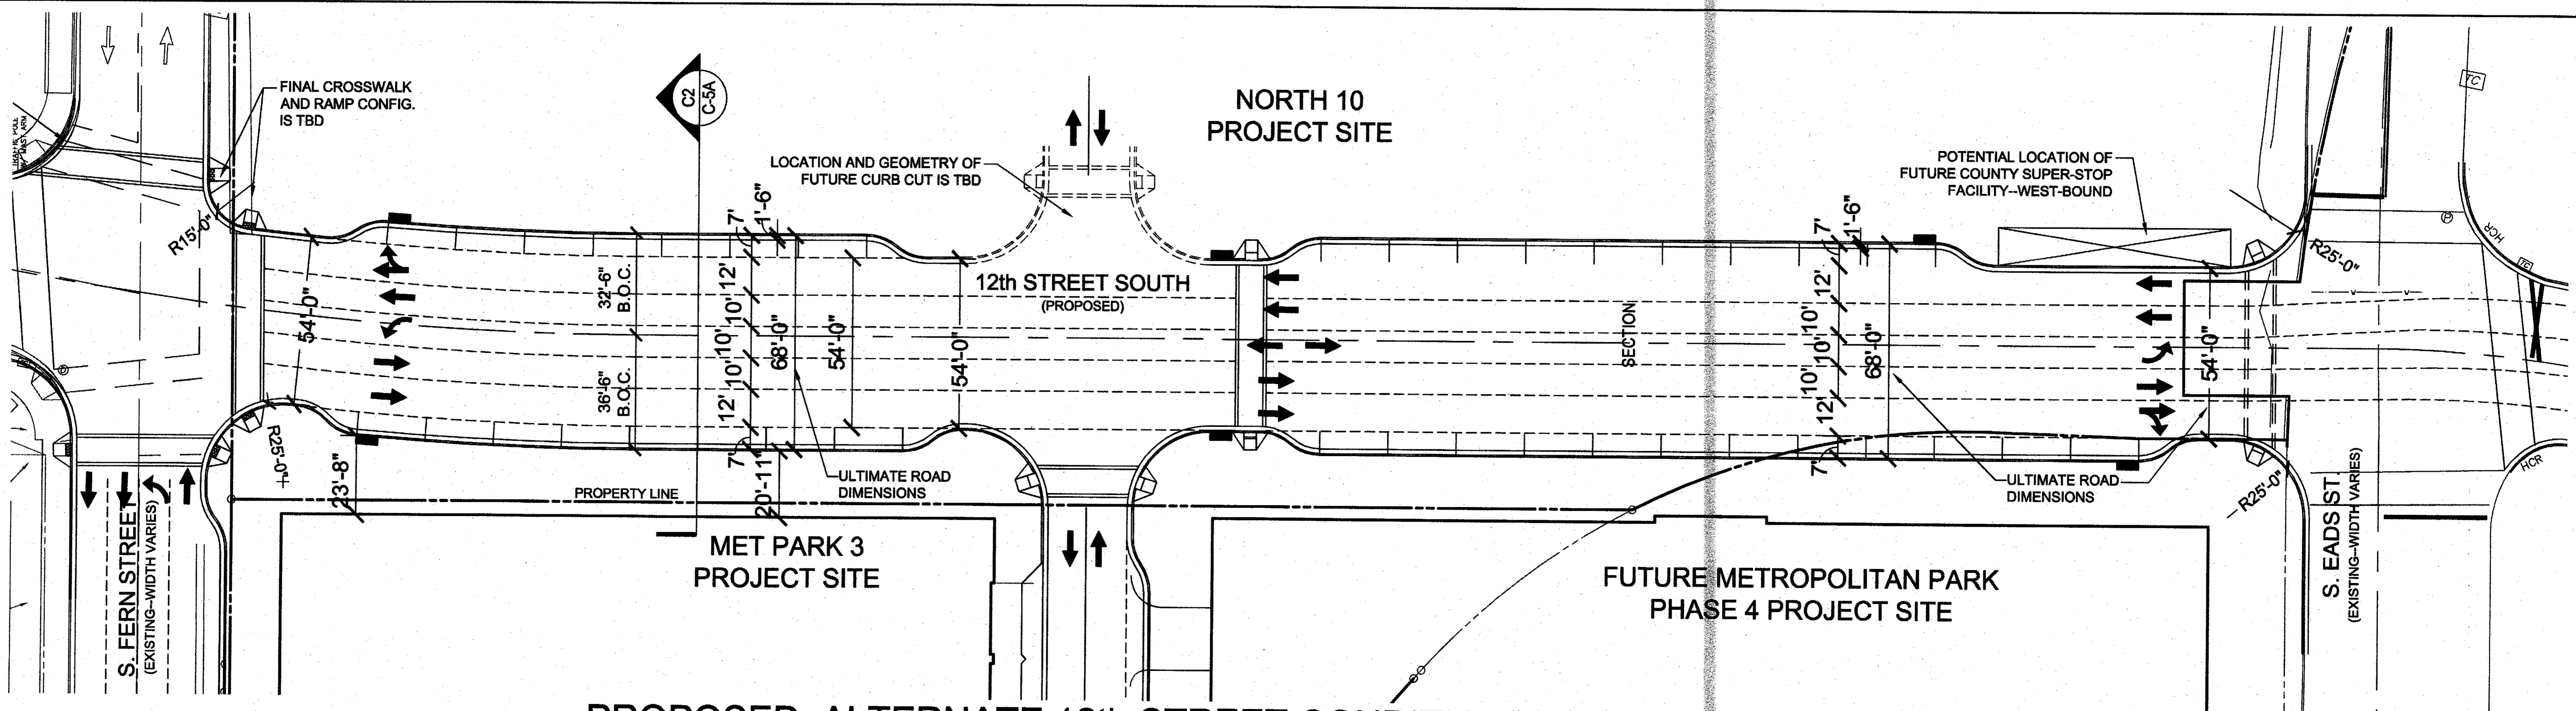 FINAL CROSSWALK
AND RAMP CONFIG.
IS TBD
C2
C-5A
NORTH 10
PROJECT SITE
LOCATION AND GEOMETRY OF
FUTURE CURB CUT IS TBD
POTENTIAL LOCATION OF
FUTURE COUNTY SUPER-STOP
FACILITY--WEST-BOUND
TC
P
HCR
TC
R15'-0"
R25'-0"
54'-0"
32'-6"
B.O.C.
36'-6"
B.O.C.
7'
1'-6"
12'
10'
10'
10'
12'
7'
68'-0"
54'-0"
54'-0"
12th STREET SOUTH
(PROPOSED)
SECTION
7'
1'-6"
12'
10'
10'
10'
12'
7'
68'-0"
54'-0"
P
R25'-0"
23'-8"
20'-11"
PROPERTY LINE
ULTIMATE ROAD
DIMENSIONS
ULTIMATE ROAD
DIMENSIONS
R25'-0"
HCR
S. FERN STREET
(EXISTING--WIDTH VARIES)
MET PARK 3
PROJECT SITE
FUTURE METROPOLITAN PARK
PHASE 4 PROJECT SITE
S. EADS ST.
(EXISTING--WIDTH VARIES)